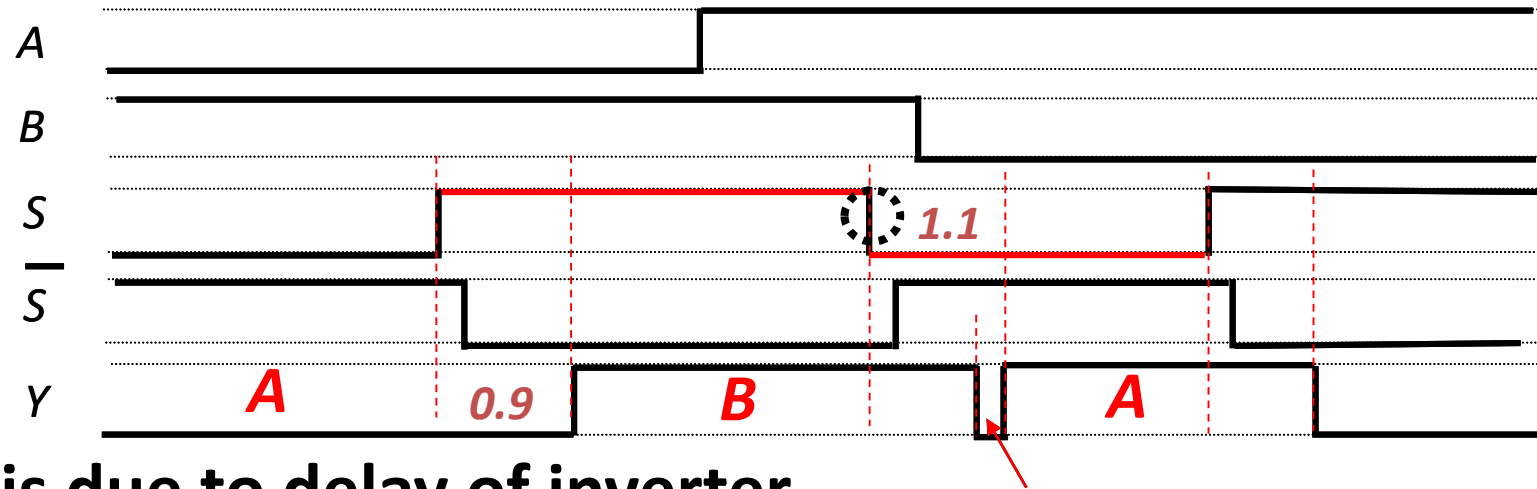 A
B
S
1.1
S̅
Y
A
0.9
B
A
is due to delay of inverter